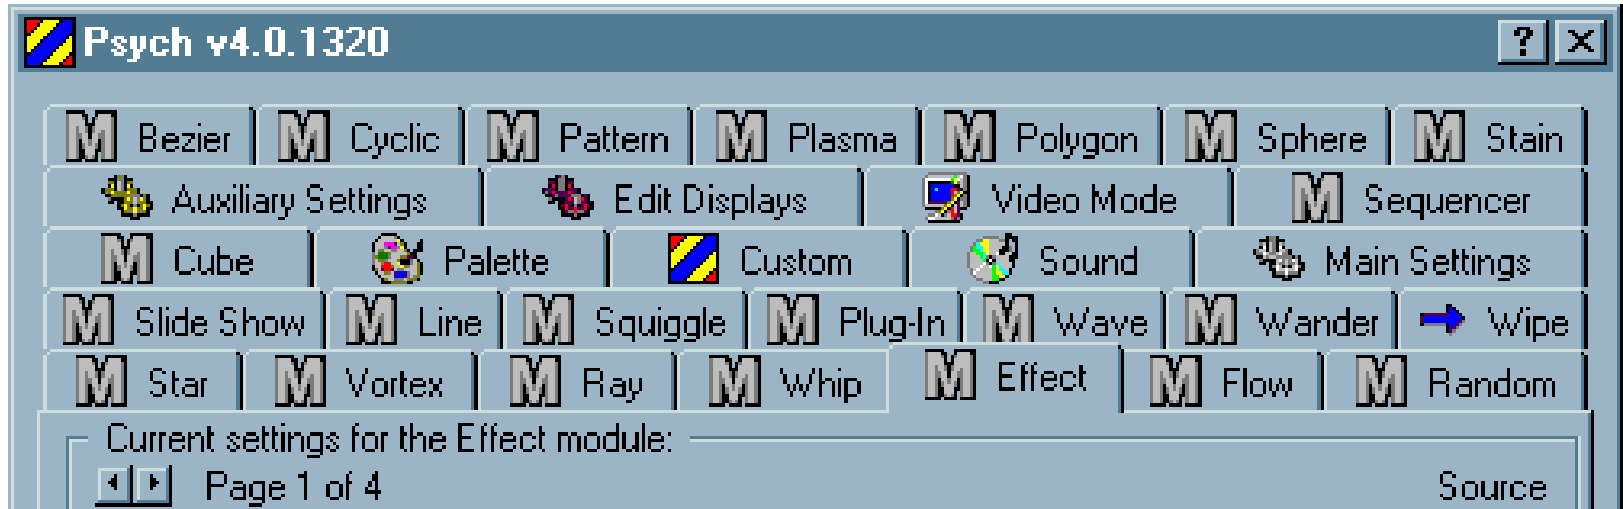 Psych v4.0.1320
Bezier Cyclic Pattern Plasma Polygon Sphere Stain
Auxiliary Settings Edit Displays Video Mode Sequencer
Cube Palette Custom Sound Main Settings
Slide Show Line Squiggle Plug-In Wave Wander Wipe
Star Vortex Ray Whip Effect Flow Random
Current settings for the Effect module:
Page 1 of 4 Source